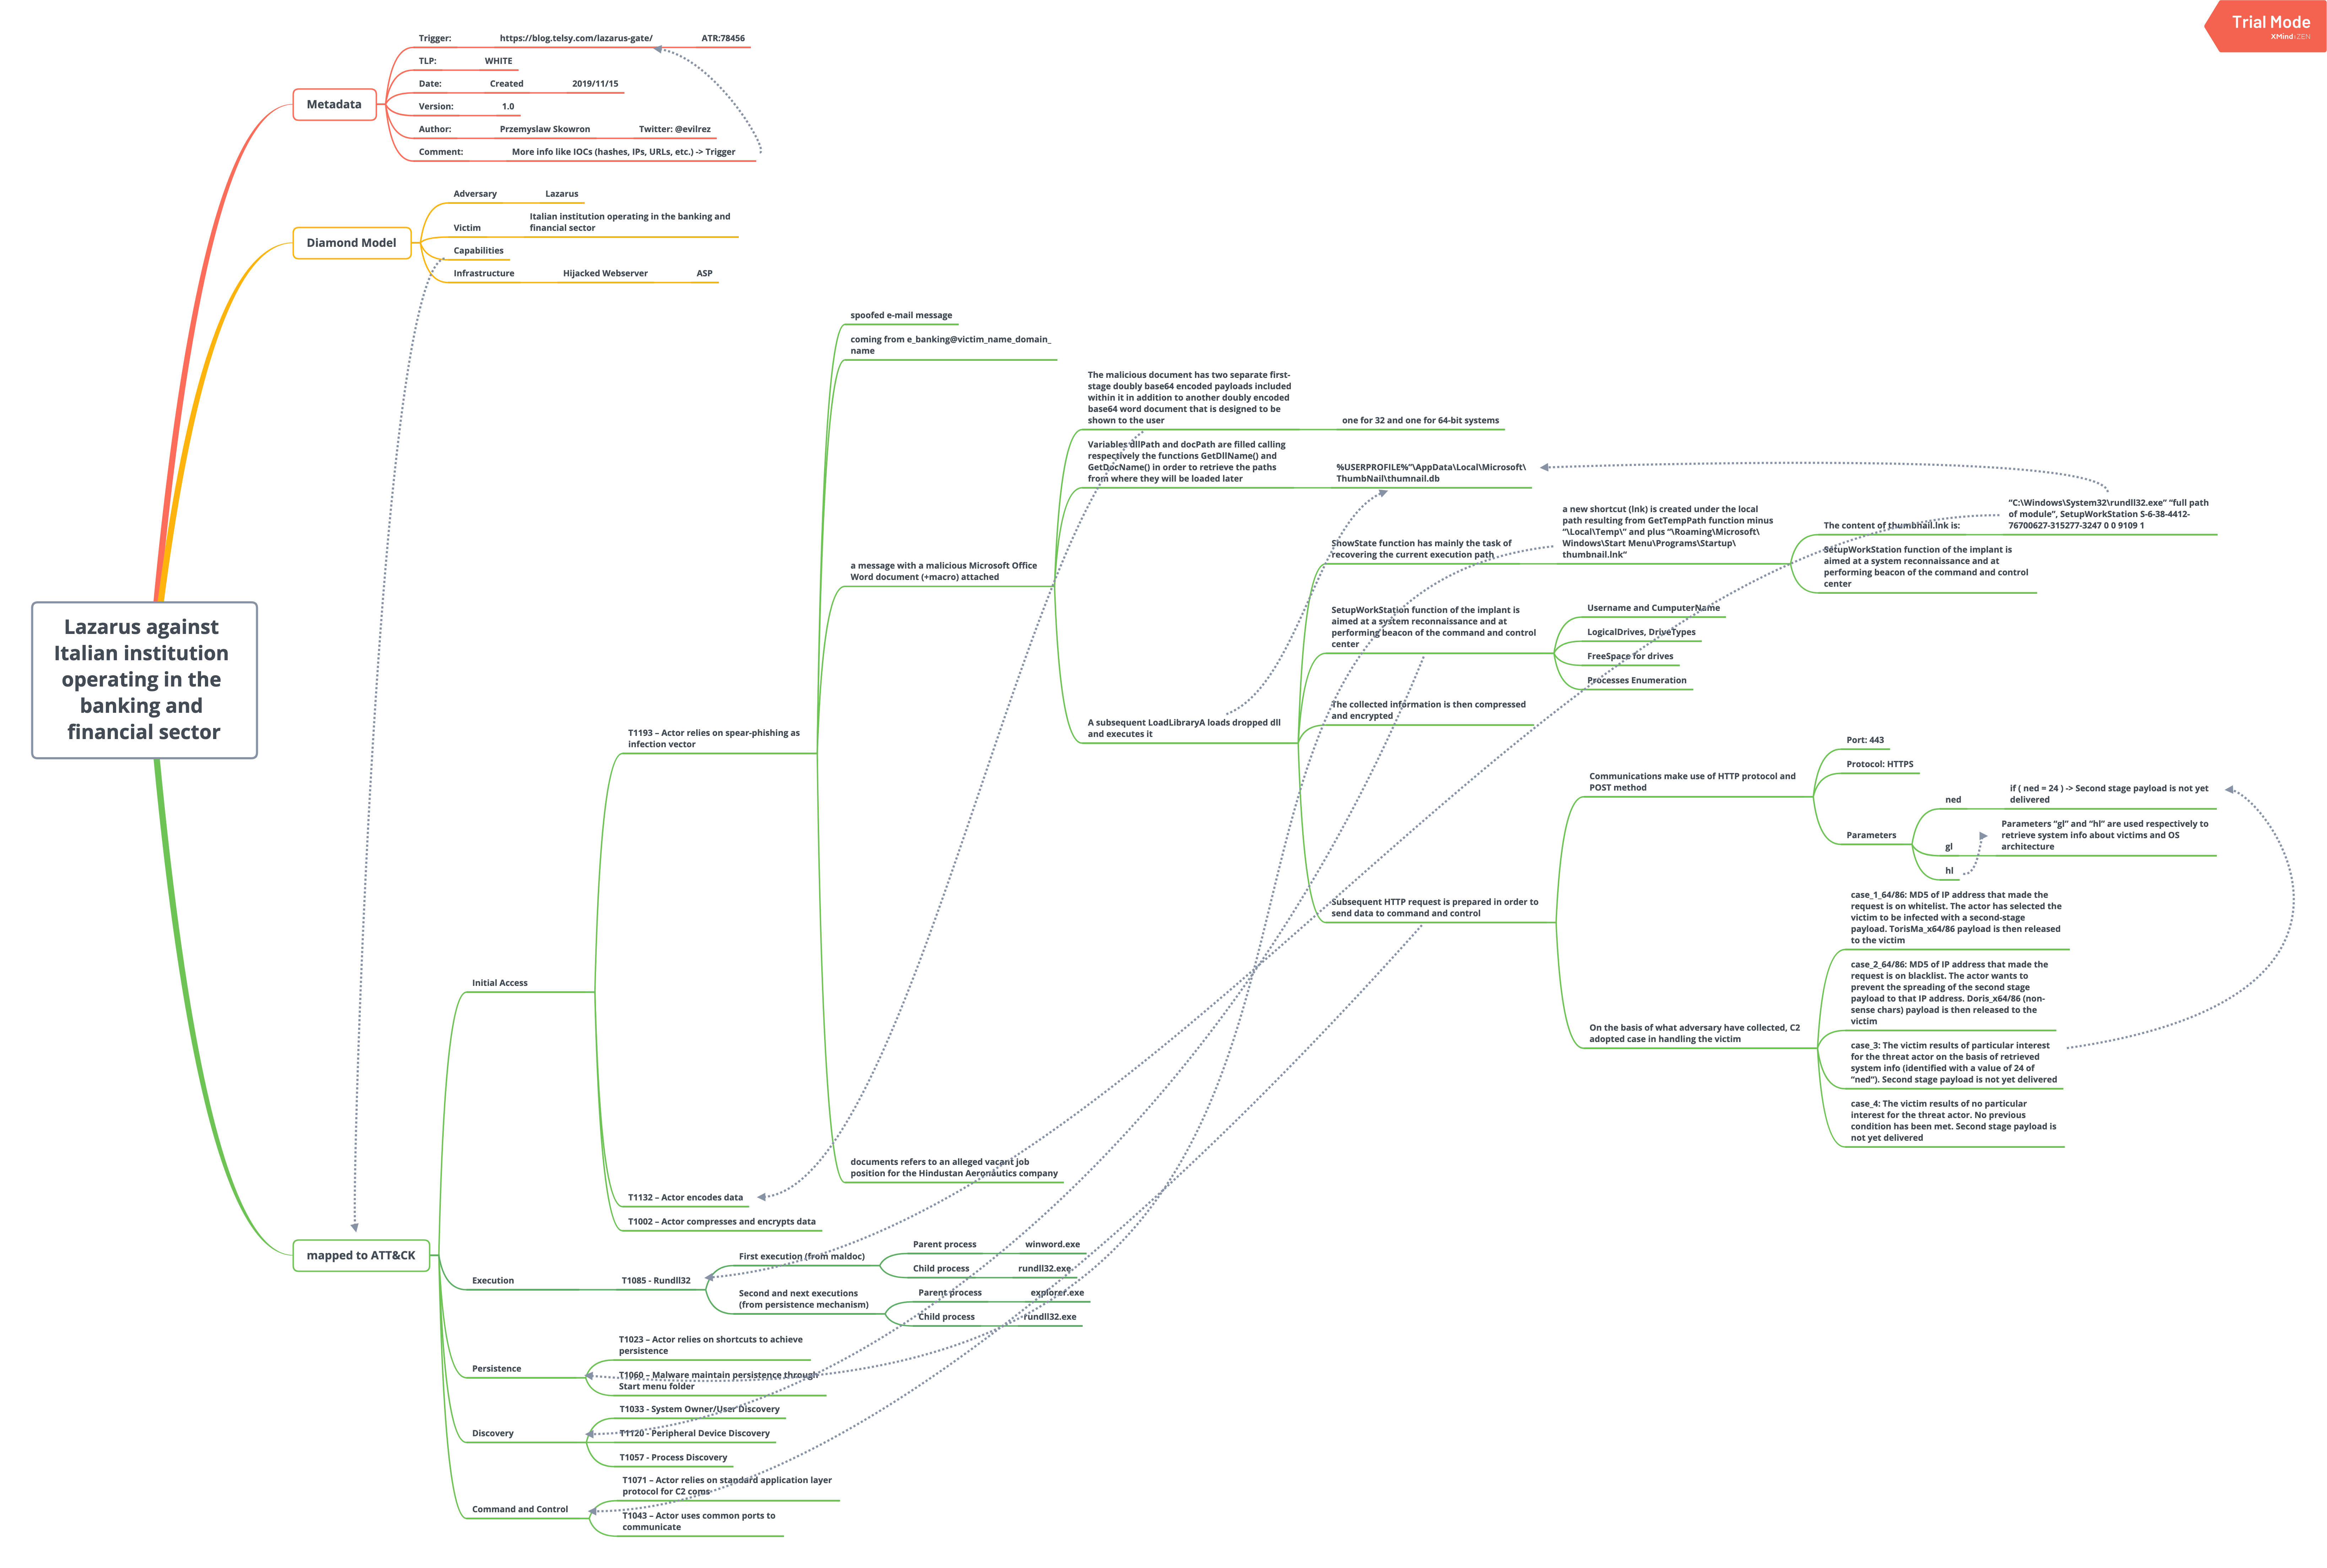 Trial Mode
XMind:ZEN
Lazarus against
Italian institution
operating in the
banking and
financial sector
Metadata
Trigger:
https://blog.telsy.com/lazarus-gate/
ATR:78456
TLP:
WHITE
Date:
Created
2019/11/15
Version:
1.0
Author:
Przemyslaw Skowron
Twitter: @evilrez
Comment:
More info like IOCs (hashes, IPs, URLs, etc.) -> Trigger
Diamond Model
Adversary
Lazarus
Victim
Italian institution operating in the banking and
financial sector
Capabilities
Infrastructure
Hijacked Webserver
ASP
mapped to ATT&CK
Initial Access
T1193 – Actor relies on spear-phishing as
infection vector
spoofed e-mail message
coming from e_banking@victim_name_domain_
name
a message with a malicious Microsoft Office
Word document (+macro) attached
The malicious document has two separate first-
stage doubly base64 encoded payloads included
within it in addition to another doubly encoded
base64 word document that is designed to be
shown to the user
one for 32 and one for 64-bit systems
Variables dllPath and docPath are filled calling
respectively the functions GetDllName() and
GetDocName() in order to retrieve the paths
from where they will be loaded later
%USERPROFILE%”\AppData\Local\Microsoft\
ThumbNail\thumnail.db
A subsequent LoadLibraryA loads dropped dll
and executes it
ShowState function has mainly the task of
recovering the current execution path
a new shortcut (lnk) is created under the local
path resulting from GetTempPath function minus
“\Local\Temp\” and plus “\Roaming\Microsoft\
Windows\Start Menu\Programs\Startup\
thumbnail.lnk”
The content of thumbnail.lnk is:
“C:\Windows\System32\rundll32.exe” “full path
of module”, SetupWorkStation S-6-38-4412-
76700627-315277-3247 0 0 9109 1
SetupWorkStation function of the implant is
aimed at a system reconnaissance and at
performing beacon of the command and control
center
SetupWorkStation function of the implant is
aimed at a system reconnaissance and at
performing beacon of the command and control
center
Username and CumputerName
LogicalDrives, DriveTypes
FreeSpace for drives
Processes Enumeration
The collected information is then compressed
and encrypted
Subsequent HTTP request is prepared in order to
send data to command and control
Communications make use of HTTP protocol and
POST method
Port: 443
Protocol: HTTPS
Parameters
ned
if ( ned = 24 ) -> Second stage payload is not yet
delivered
gl
Parameters “gl” and “hl” are used respectively to
retrieve system info about victims and OS
architecture
hl
On the basis of what adversary have collected, C2
adopted case in handling the victim
case_1_64/86: MD5 of IP address that made the
request is on whitelist. The actor has selected the
victim to be infected with a second-stage
payload. TorisMa_x64/86 payload is then released
to the victim
case_2_64/86: MD5 of IP address that made the
request is on blacklist. The actor wants to
prevent the spreading of the second stage
payload to that IP address. Doris_x64/86 (non-
sense chars) payload is then released to the
victim
case_3: The victim results of particular interest
for the threat actor on the basis of retrieved
system info (identified with a value of 24 of
“ned”). Second stage payload is not yet delivered
case_4: The victim results of no particular
interest for the threat actor. No previous
condition has been met. Second stage payload is
not yet delivered
documents refers to an alleged vacant job
position for the Hindustan Aeronautics company
T1132 – Actor encodes data
T1002 – Actor compresses and encrypts data
Execution
T1085 - Rundll32
First execution (from maldoc)
Parent process
winword.exe
Child process
rundll32.exe
Second and next executions
(from persistence mechanism)
Parent process
explorer.exe
Child process
rundll32.exe
Persistence
T1023 – Actor relies on shortcuts to achieve
persistence
T1060 – Malware maintain persistence through
Start menu folder
Discovery
T1033 - System Owner/User Discovery
T1120 - Peripheral Device Discovery
T1057 - Process Discovery
Command and Control
T1071 – Actor relies on standard application layer
protocol for C2 coms
T1043 – Actor uses common ports to
communicate